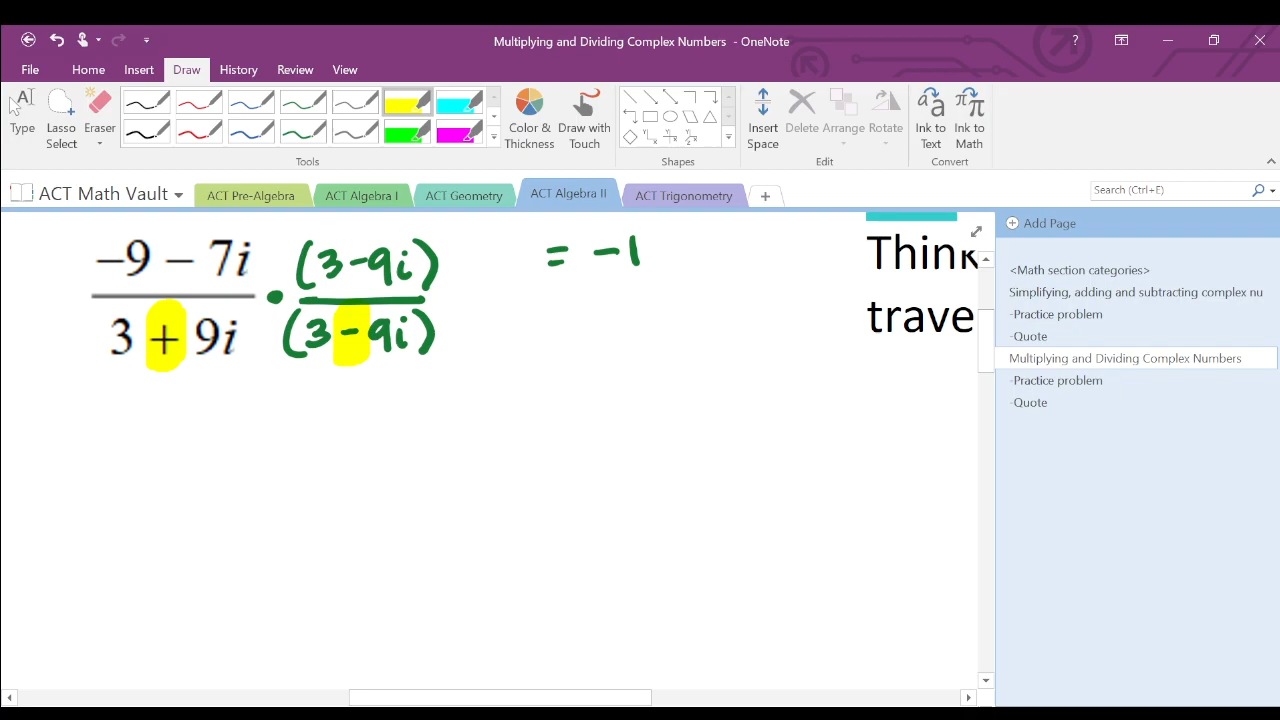 Multiplying and Dividing Complex Numbers - OneNote
?
File Home Insert Draw History Review View
Type
Lasso Select
Eraser
Color & Thickness
Draw with Touch
Insert Space
Delete
Arrange
Rotate
Ink to Text
Ink to Math
Tools
Shapes
Edit
Convert
ACT Math Vault
ACT Pre-Algebra
ACT Algebra I
ACT Geometry
ACT Algebra II
ACT Trigonometry
+
Search (Ctrl+E)
-9 - 7i (3-9i) = -1
3 + 9i • (3-9i)
Think
trave
Add Page
<Math section categories>
Simplifying, adding and subtracting complex nu
-Practice problem
-Quote
Multiplying and Dividing Complex Numbers
-Practice problem
-Quote